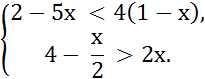 2 − 5x < 4(1 − x),
4 − x/2 > 2x.